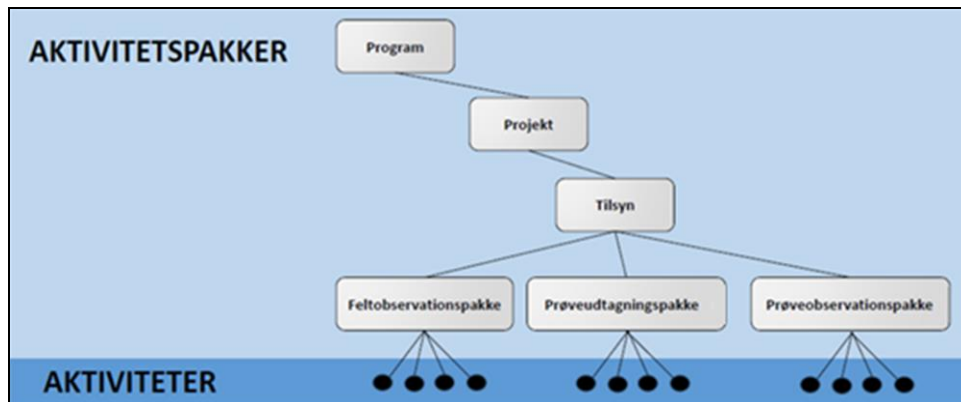 AKTIVITETSPAKKER
Program
Projekt
Tilsyn
Feltobservationspakke
Prøveudtagningspakke
Prøveobservationspakke
AKTIVITETER